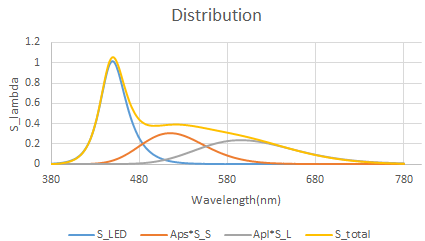 Distribution
1.2
1
0.8
0.6
0.4
0.2
0
S_lambda
380 480 580 680 780
Wavelength(nm)
S_LED Aps*S_S Apl*S_L S_total